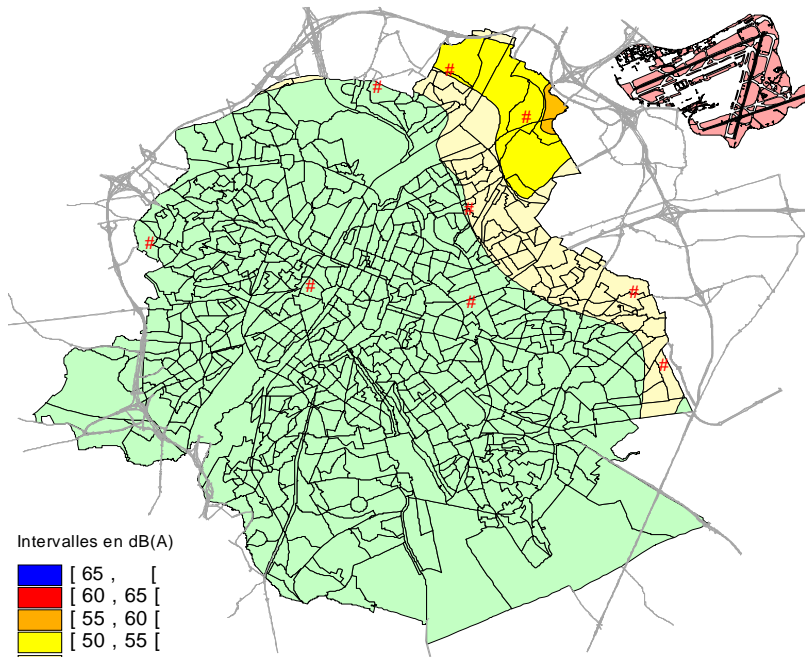 #
#
#
#
#
#
#
#
#
Intervalles en dB(A)
[ 65 ,    [
[ 60 , 65 [
[ 55 , 60 [
[ 50 , 55 [